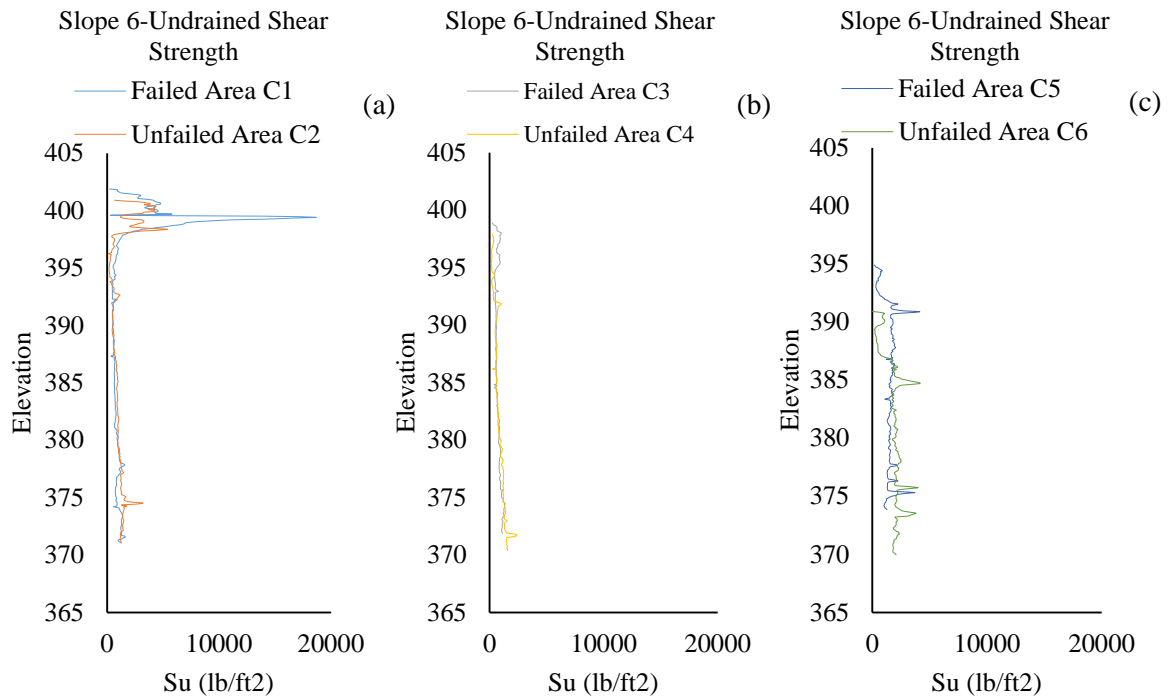 Slope 6-Undrained Shear
Strength
Failed Area C1
Unfailed Area C2
(a)
405
400
395
390
385
380
375
370
365
Elevation
0
10000
20000
Su (lb/ft2)
Slope 6-Undrained Shear
Strength
Failed Area C3
Unfailed Area C4
(b)
405
400
395
390
385
380
375
370
365
Elevation
0
10000
20000
Su (lb/ft2)
Failed Area C5
Unfailed Area C6
Slope 6-Undrained Shear
Strength
(c)
405
400
395
390
385
380
375
370
365
Elevation
0
10000
20000
Su (lb/ft2)